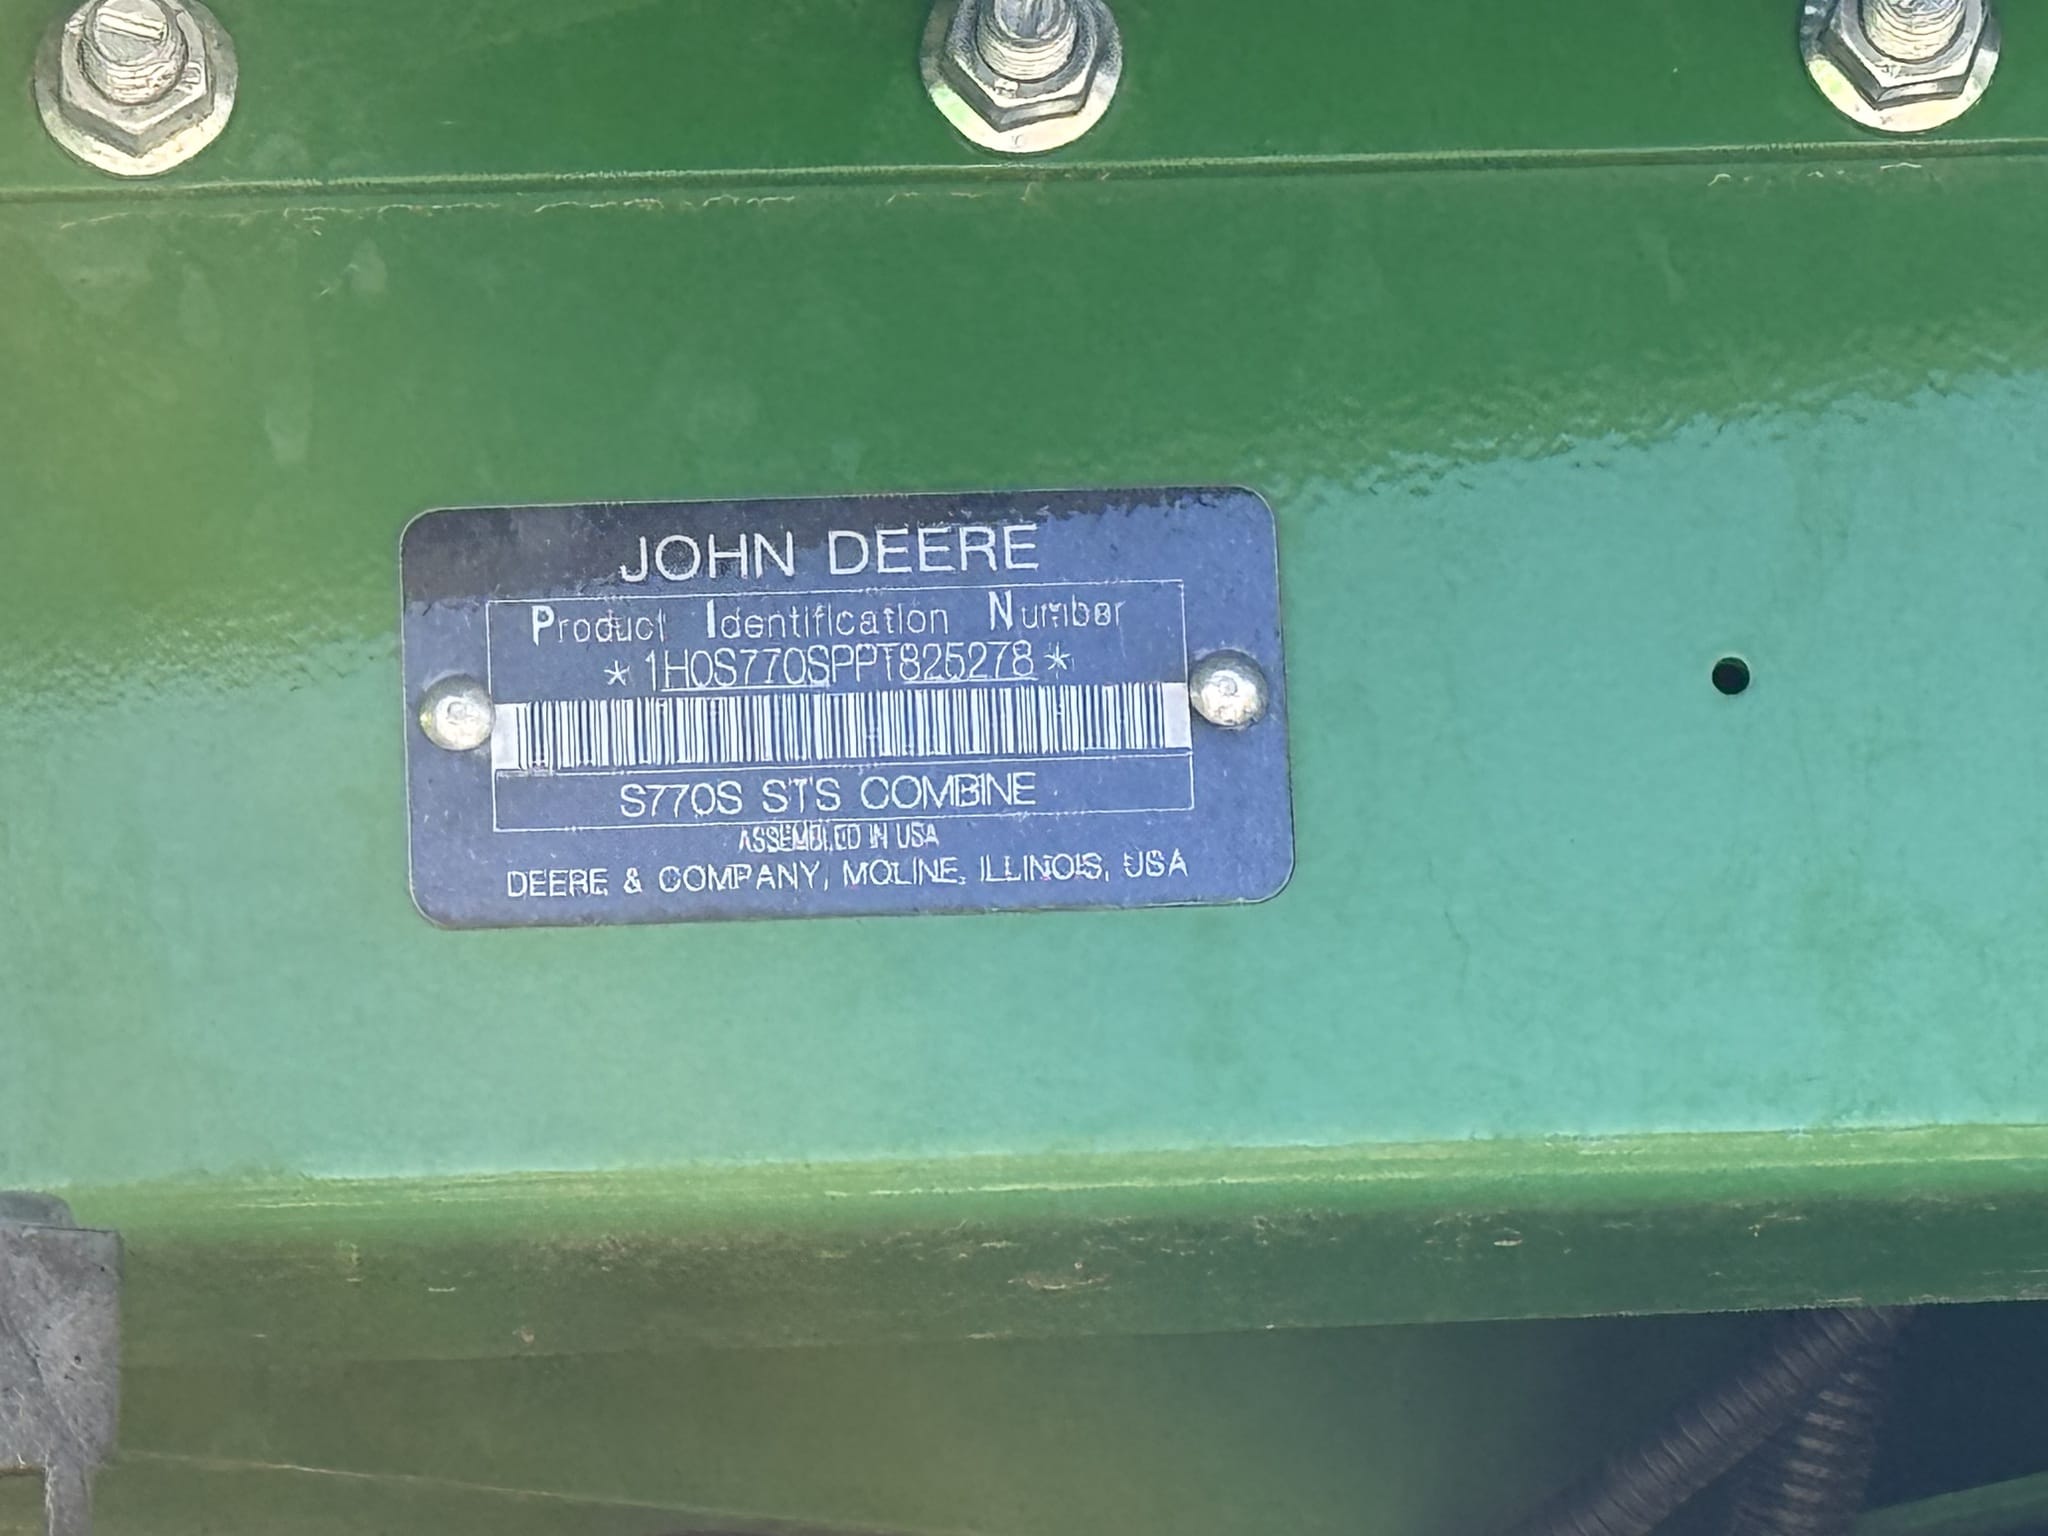 JOHN DEERE
Product Identification Number
*1H0S770SPPT825278*
S770S STS COMBINE
ASSEMBLED IN USA
DEERE & COMPANY, MOLINE, ILLINOIS, USA